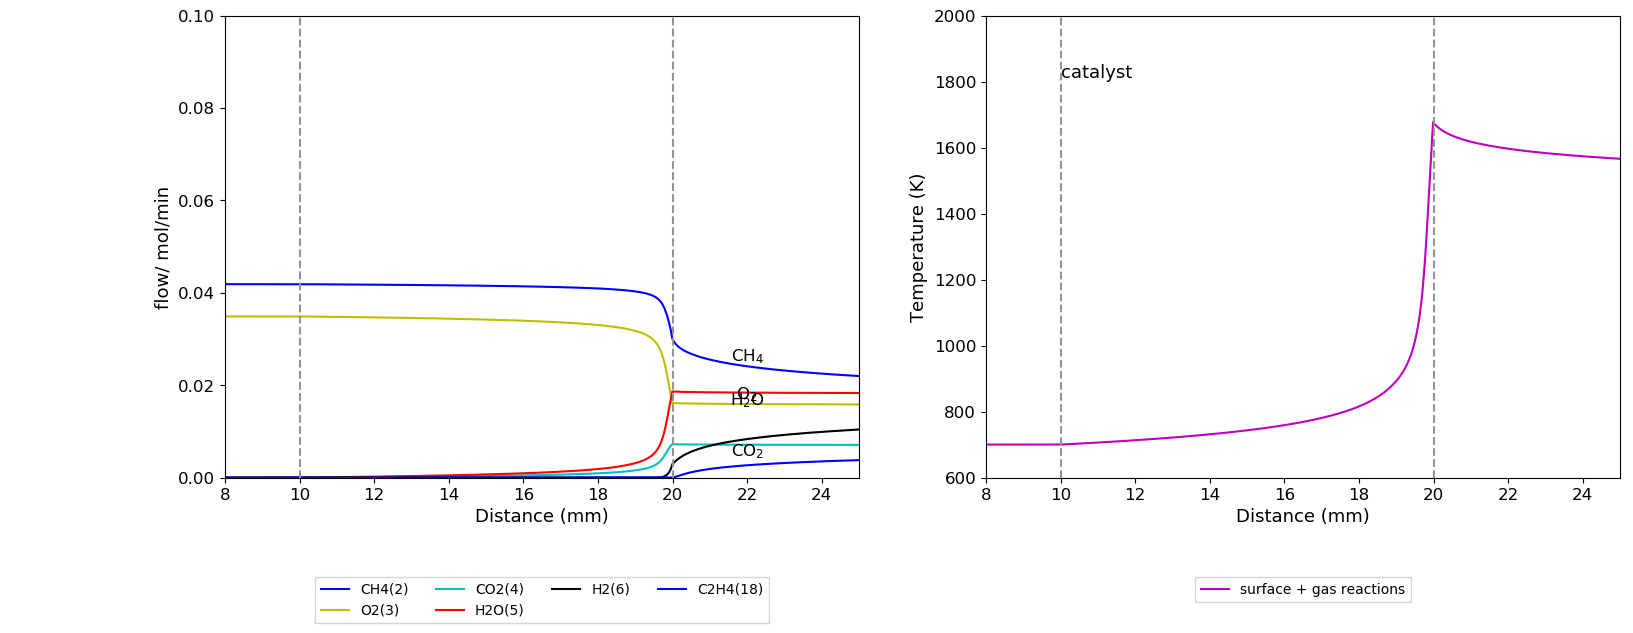 0.10
0.08
0.06
0.04
0.02
0.00
flow/ mol/min
CH4
O2
H2O
CO2
8 10 12 14 16 18 20 22 24
Distance (mm)
CH4(2) CO2(4) H2(6) C2H4(18)
O2(3) H2O(5)
2000
1800
1600
1400
1200
1000
800
600
Temperature (K)
catalyst
8 10 12 14 16 18 20 22 24
Distance (mm)
surface + gas reactions